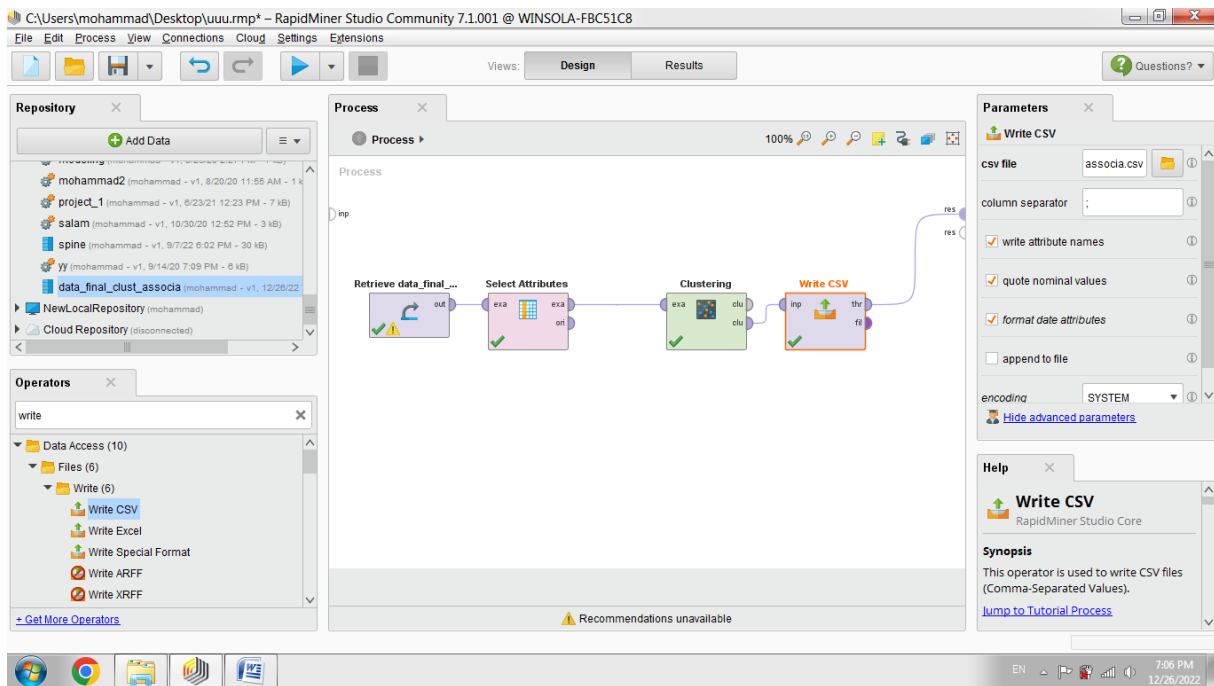 C:\Users\mohammad\Desktop\uuu.rmp* – RapidMiner Studio Community 7.1.001 @ WINSOLA-FBC51C8
File Edit Process View Connections Cloud Settings Extensions
Views: Design Results Questions?
Repository
Add Data
mohammad2 (mohammad - v1, 8/20/20 11:55 AM - 1 k
project_1 (mohammad - v1, 6/23/21 12:23 PM - 7 kB)
salam (mohammad - v1, 10/30/20 12:52 PM - 3 kB)
spine (mohammad - v1, 9/7/22 6:02 PM - 30 kB)
yy (mohammad - v1, 9/14/20 7:09 PM - 6 kB)
data_final_clust_associa (mohammad - v1, 12/26/22
NewLocalRepository (mohammad)
Cloud Repository (disconnected)
Operators
write
Data Access (10)
Files (6)
Write (6)
Write CSV
Write Excel
Write Special Format
Write ARFF
Write XRFF
+ Get More Operators
Process
Process
100%
Process
inp
res
res
Retrieve data_final_...
out
Select Attributes
exa exa
ori
Clustering
exa clu
clu
Write CSV
inp thr
fil
Recommendations unavailable
Parameters
Write CSV
csv file associa.csv
column separator ;
write attribute names
quote nominal values
format date attributes
append to file
encoding SYSTEM
Hide advanced parameters
Help
Write CSV
RapidMiner Studio Core
Synopsis
This operator is used to write CSV files
(Comma-Separated Values).
Jump to Tutorial Process
EN
7:06 PM
12/26/2022